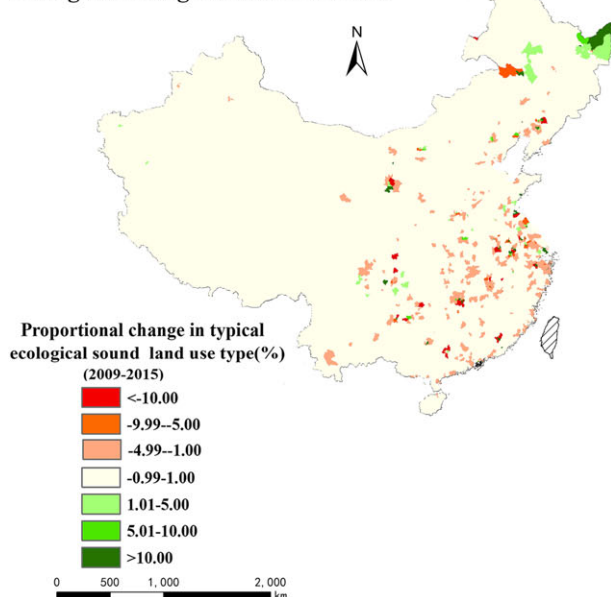 N
Proportional change in typical
ecological sound land use type(%)
(2009-2015)
<-10.00
-9.99--5.00
-4.99--1.00
-0.99-1.00
1.01-5.00
5.01-10.00
>10.00
0 500 1,000 2,000
km